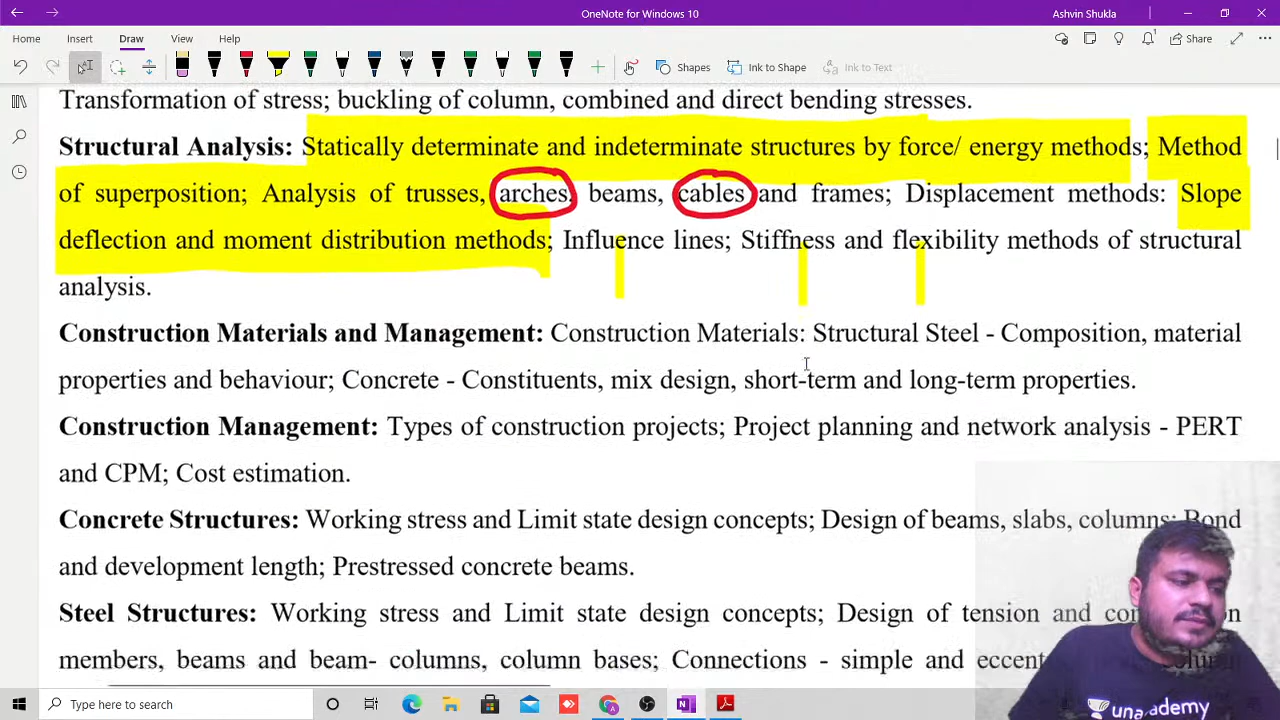 OneNote for Windows 10
Ashvin Shukla
Home Insert Draw View Help
Share
Shapes
Ink to Shape
Ink to Text
Transformation of stress; buckling of column, combined and direct bending stresses.
Structural Analysis: Statically determinate and indeterminate structures by force/ energy methods; Method
of superposition; Analysis of trusses, arches, beams, cables and frames; Displacement methods: Slope
deflection and moment distribution methods; Influence lines; Stiffness and flexibility methods of structural
analysis.
Construction Materials and Management: Construction Materials: Structural Steel - Composition, material
properties and behaviour; Concrete - Constituents, mix design, short-term and long-term properties.
Construction Management: Types of construction projects; Project planning and network analysis - PERT
and CPM; Cost estimation.
Concrete Structures: Working stress and Limit state design concepts; Design of beams, slabs, columns; Bond
and development length; Prestressed concrete beams.
Steel Structures: Working stress and Limit state design concepts; Design of tension and
members, beams and beam- columns, column bases; Connections - simple and
unacademy
Type here to search